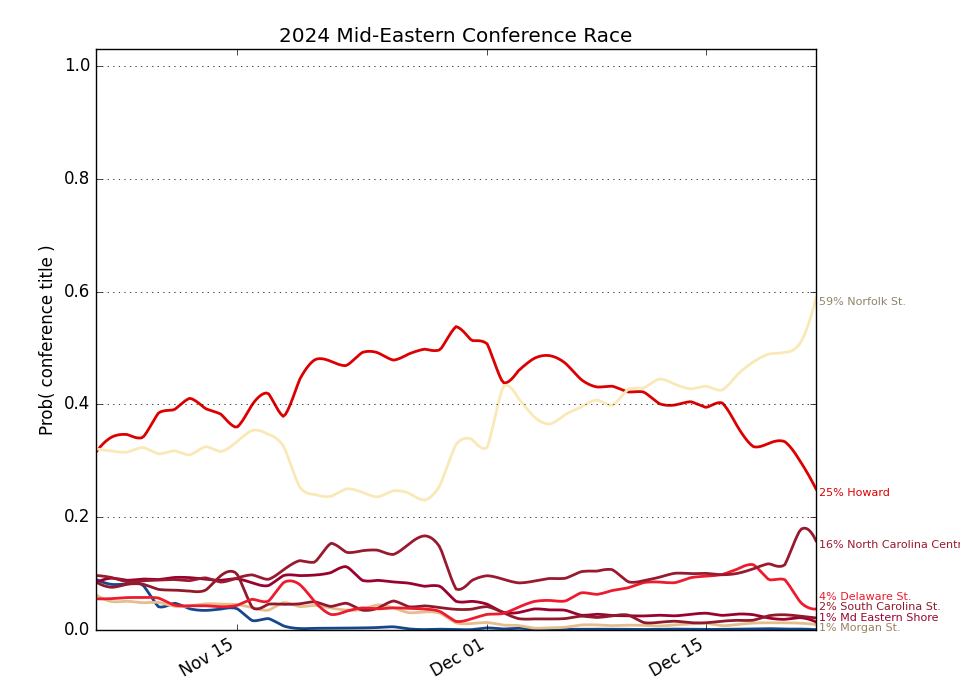 2024 Mid-Eastern Conference Race
Prob( conference title )
1.0
0.8
0.6
0.4
0.2
0.0
Nov 15
Dec 01
Dec 15
59% Norfolk St.
25% Howard
16% North Carolina Centr
4% Delaware St.
2% South Carolina St.
1% Md Eastern Shore
1% Morgan St.